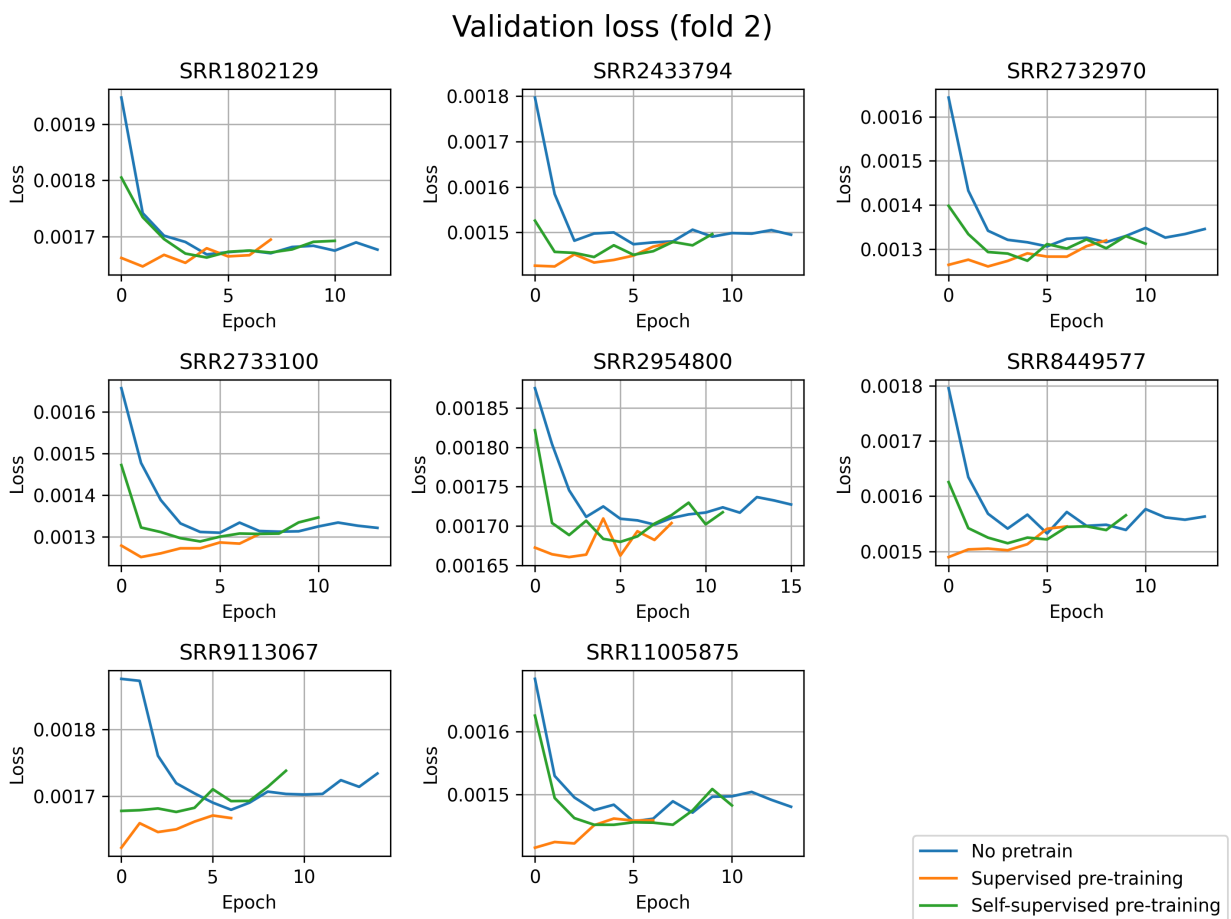 Validation loss (fold 2)
SRR1802129
0.0019
0.0018
0.0017
Loss
0 5 10
Epoch
SRR2433794
0.0018
0.0017
0.0016
0.0015
Loss
0 5 10
Epoch
SRR2732970
0.0016
0.0015
0.0014
0.0013
Loss
0 5 10
Epoch
SRR2733100
0.0016
0.0015
0.0014
0.0013
Loss
0 5 10
Epoch
SRR2954800
0.00185
0.00180
0.00175
0.00170
0.00165
Loss
0 5 10 15
Epoch
SRR8449577
0.0018
0.0017
0.0016
0.0015
Loss
0 5 10
Epoch
SRR9113067
0.0018
0.0017
Loss
0 5 10
Epoch
SRR11005875
0.0016
0.0015
Loss
0 5 10
Epoch
No pretrain
Supervised pre-training
Self-supervised pre-training